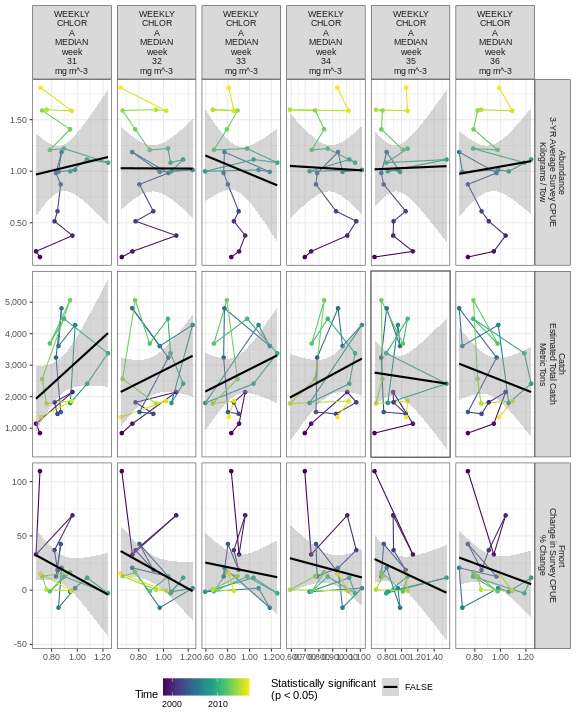 WEEKLY
CHLOR
A
MEDIAN
week
31
mg m^-3
WEEKLY
CHLOR
A
MEDIAN
week
32
mg m^-3
WEEKLY
CHLOR
A
MEDIAN
week
33
mg m^-3
WEEKLY
CHLOR
A
MEDIAN
week
34
mg m^-3
WEEKLY
CHLOR
A
MEDIAN
week
35
mg m^-3
WEEKLY
CHLOR
A
MEDIAN
week
36
mg m^-3
1.50
1.00
0.50
Abundance
3-YR Average Survey CPUE
Kilograms / Tow
5,000
4,000
3,000
2,000
1,000
Catch
Estimated Total Catch
Metric Tons
100
50
0
-50
Fmort
Change in Survey CPUE
% Change
0.80 1.00 1.20
0.80 1.00 1.20
0.60 0.80 1.00 1.20
0.80 1.00 1.20 1.40
0.80 1.00 1.20
Time
2000 2010
Statistically significant
(p < 0.05)
FALSE